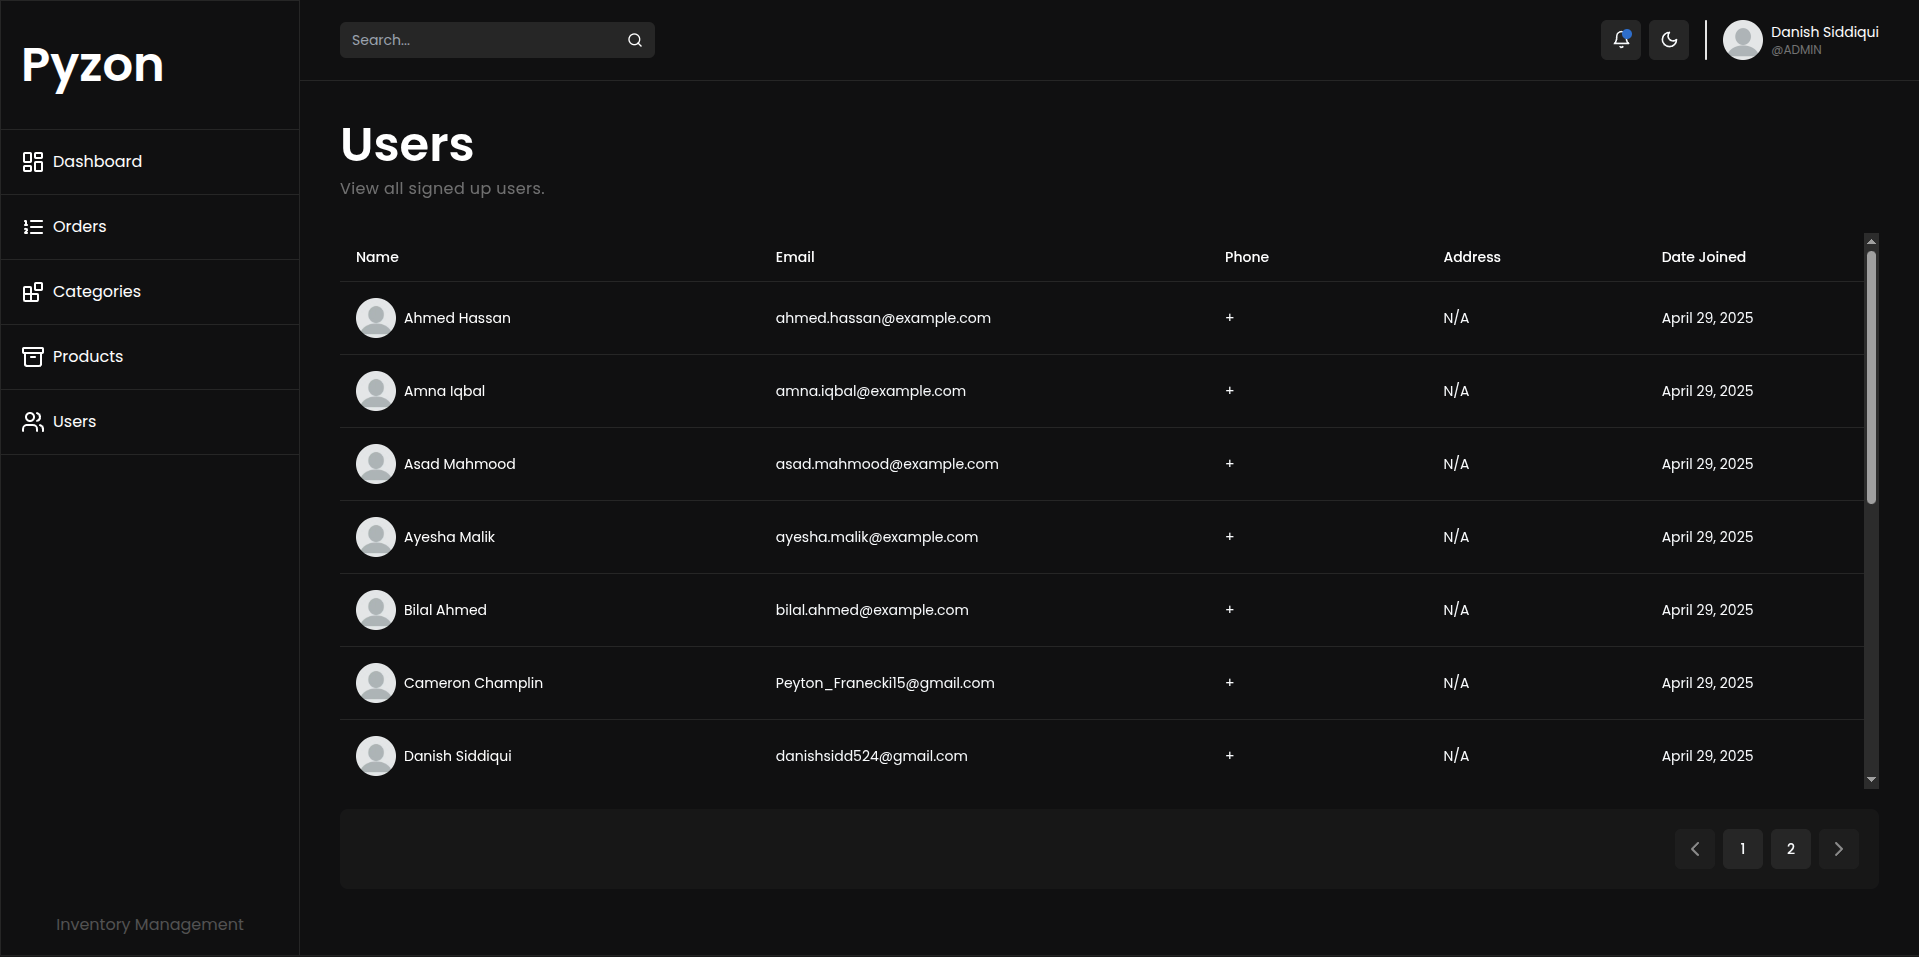 Pyzon
Search...
Danish Siddiqui
@ADMIN
Dashboard
Orders
Categories
Products
Users
Inventory Management
Users
View all signed up users.
Name Email Phone Address Date Joined
Ahmed Hassan ahmed.hassan@example.com + N/A April 29, 2025
Amna Iqbal amna.iqbal@example.com + N/A April 29, 2025
Asad Mahmood asad.mahmood@example.com + N/A April 29, 2025
Ayesha Malik ayesha.malik@example.com + N/A April 29, 2025
Bilal Ahmed bilal.ahmed@example.com + N/A April 29, 2025
Cameron Champlin Peyton_Franecki15@gmail.com + N/A April 29, 2025
Danish Siddiqui danishsidd524@gmail.com + N/A April 29, 2025
1 2